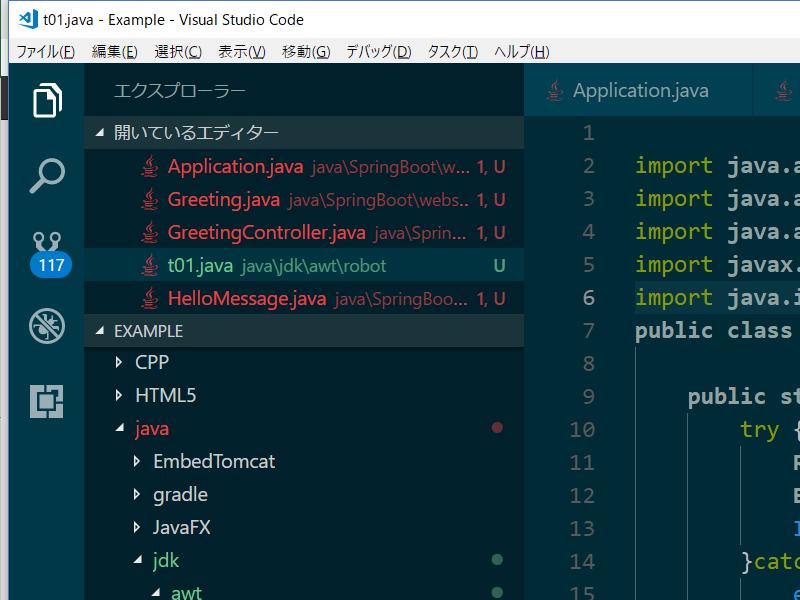 t01.java - Example - Visual Studio Code
ファイル(F) 編集(E) 選択(C) 表示(V) 移動(G) デバッグ(D) タスク(T) ヘルプ(H)
エクスプローラー
開いているエディター
Application.java java\SpringBoot\w... 1, U
Greeting.java java\SpringBoot\webs... 1, U
GreetingController.java java\Sprin... 1, U
t01.java java\jdk\awt\robot U
HelloMessage.java java\SpringBoo... 1, U
117
EXAMPLE
CPP
HTML5
java
EmbedTomcat
gradle
JavaFX
jdk
awt
Application.java
1
2 import java.a
3 import java.a
4 import java.a
5 import javax.
6 import java.i
7 public class
8
9 public st
10 try {
11
12
13
14 }catc
15